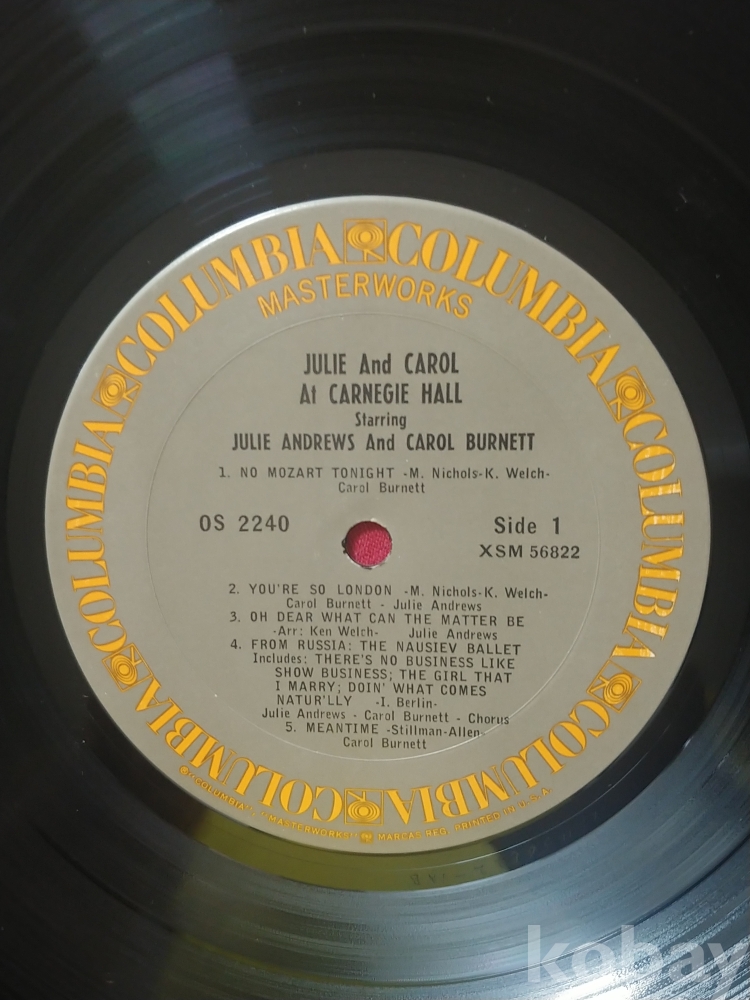 COLUMBIA COLUMBIA COLUMBIA COLUMBIA COLUMBIA COLUMBIA
MASTERWORKS
JULIE And CAROL
At CARNEGIE HALL
Starring
JULIE ANDREWS And CAROL BURNETT
1. NO MOZART TONIGHT -M. Nichols-K. Welch-
Carol Burnett
OS 2240
Side 1
XSM 56822
2. YOU'RE SO LONDON -M. Nichols-K. Welch-
Carol Burnett - Julie Andrews
3. OH DEAR WHAT CAN THE MATTER BE
-Arr: Ken Welch- Julie Andrews
4. FROM RUSSIA: THE NAUSIEV BALLET
Includes: THERE'S NO BUSINESS LIKE
SHOW BUSINESS; THE GIRL THAT
I MARRY; DOIN' WHAT COMES
NATUR'LLY -I. Berlin-
Julie Andrews - Carol Burnett - Chorus
5. MEANTIME -Stillman-Allen-
Carol Burnett
"COLUMBIA", "MASTERWORKS" MARCAS REG. PRINTED IN U.S.A.
kobay